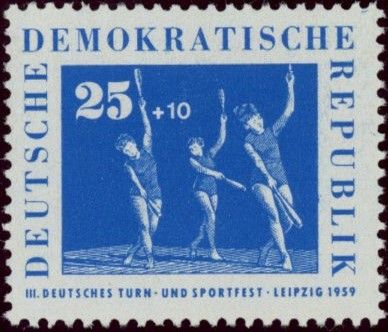 DEUTSCHE
DEMOKRATISCHE
REPUBLIK
25 +10
III. DEUTSCHES TURN - UND SPORTFEST · LEIPZIG 1959